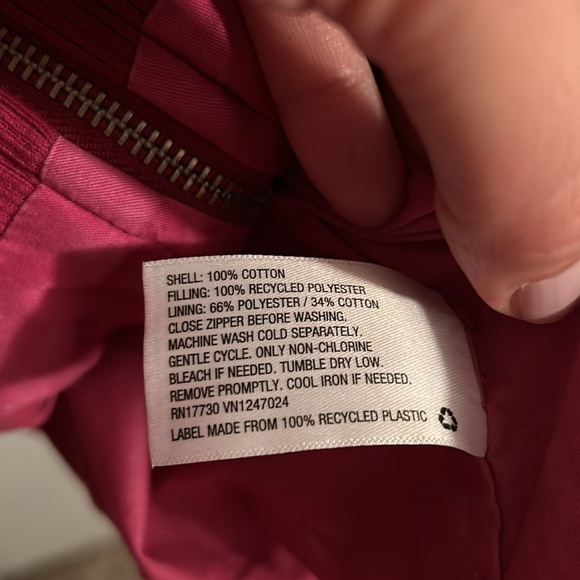 SHELL: 100% COTTON
FILLING: 100% RECYCLED POLYESTER
LINING: 66% POLYESTER / 34% COTTON
CLOSE ZIPPER BEFORE WASHING.
MACHINE WASH COLD SEPARATELY.
GENTLE CYCLE. ONLY NON-CHLORINE
BLEACH IF NEEDED. TUMBLE DRY LOW.
REMOVE PROMPTLY. COOL IRON IF NEEDED.
RN17730 VN1247024
LABEL MADE FROM 100% RECYCLED PLASTIC